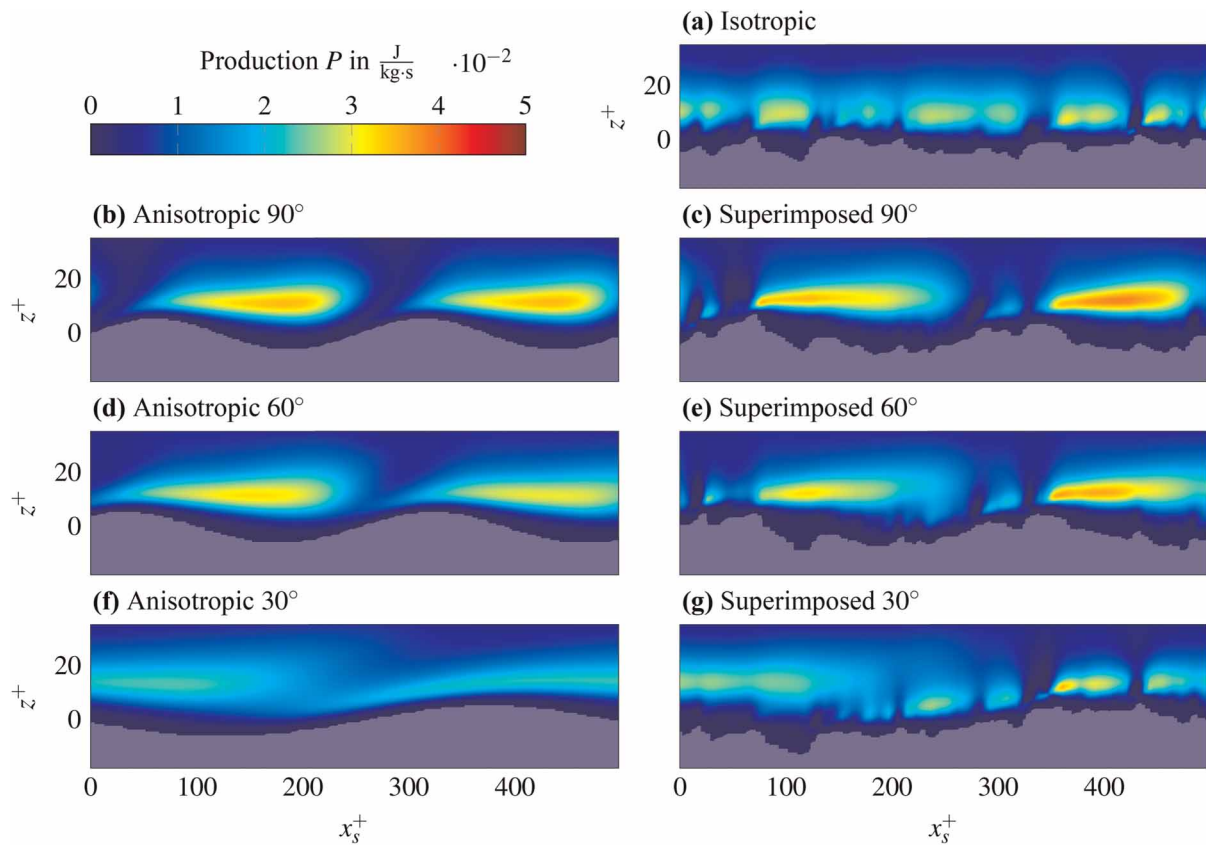 (a) Isotropic
Production P in J/kg·s ·10⁻²
0 1 2 3 4 5
20
0
z⁺
(b) Anisotropic 90°
(c) Superimposed 90°
20
0
z⁺
(d) Anisotropic 60°
(e) Superimposed 60°
20
0
z⁺
(f) Anisotropic 30°
(g) Superimposed 30°
20
0
z⁺
0 100 200 300 400
0 100 200 300 400
xₛ⁺
xₛ⁺